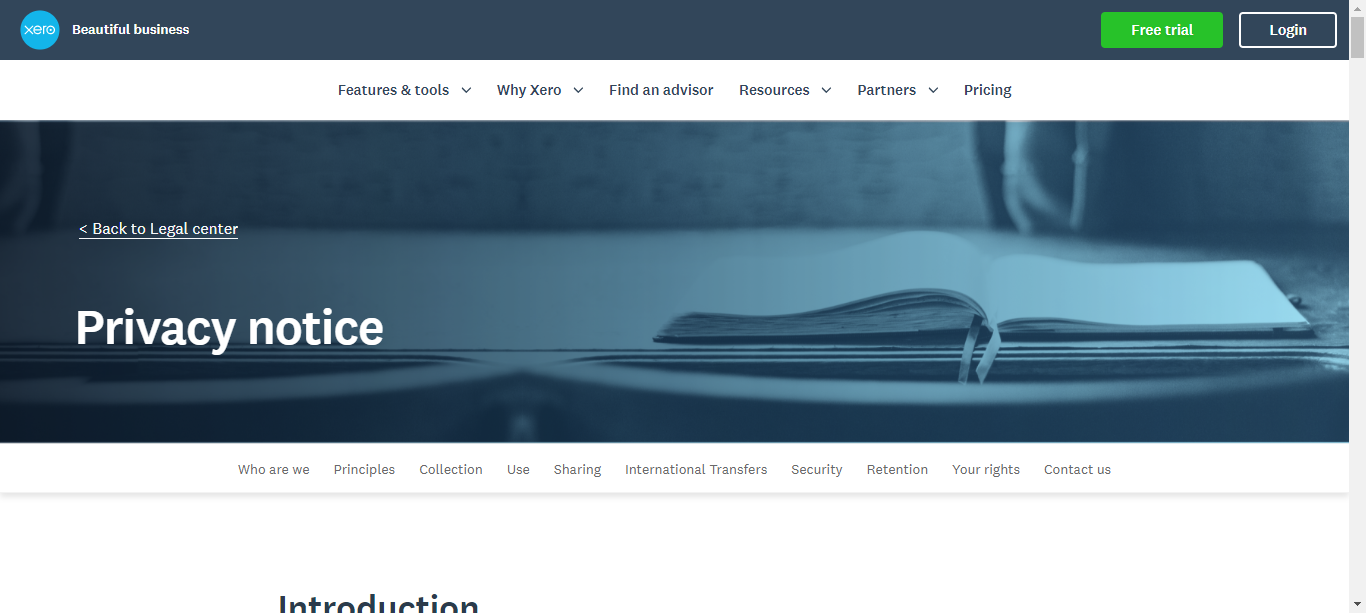 xero Beautiful business Free trial Login
Features & tools Why Xero Find an advisor Resources Partners Pricing
< Back to Legal center
Privacy notice
Who are we Principles Collection Use Sharing International Transfers Security Retention Your rights Contact us
Introduction